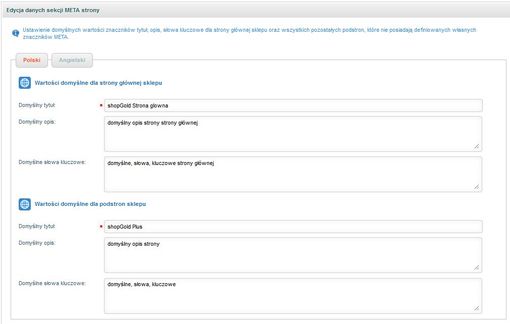 Edycja danych sekcji META strony
Ustawienie domyślnych wartości znaczników tytuł, opis, słowa kluczowe dla strony głównej sklepu oraz wszystkich pozostałych podstron, które nie posiadają definiowanych własnych
znaczników META.
Polski Angielski
Wartości domyślne dla strony głównej sklepu
Domyślny tytuł: shopGold Strona glowna
Domyślny opis: domyślny opis strony strony głównej
Domyślne słowa kluczowe: domyślne, słowa, kluczowe strony głównej
Wartości domyślne dla podstron sklepu
Domyślny tytuł: shopGold Plus
Domyślny opis: domyślny opis strony
Domyślne słowa kluczowe: domyślne, słowa, kluczowe